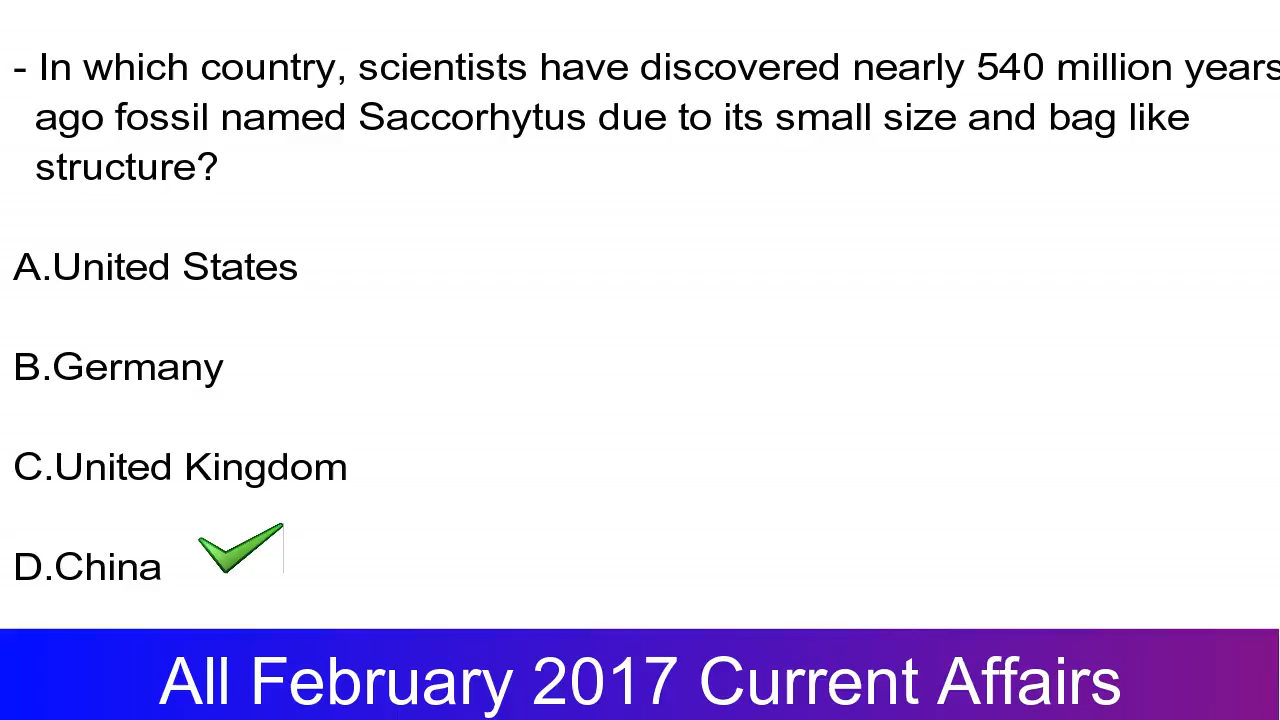 - In which country, scientists have discovered nearly 540 million years
ago fossil named Saccorhytus due to its small size and bag like
structure?
A.United States
B.Germany
C.United Kingdom
D.China
All February 2017 Current Affairs